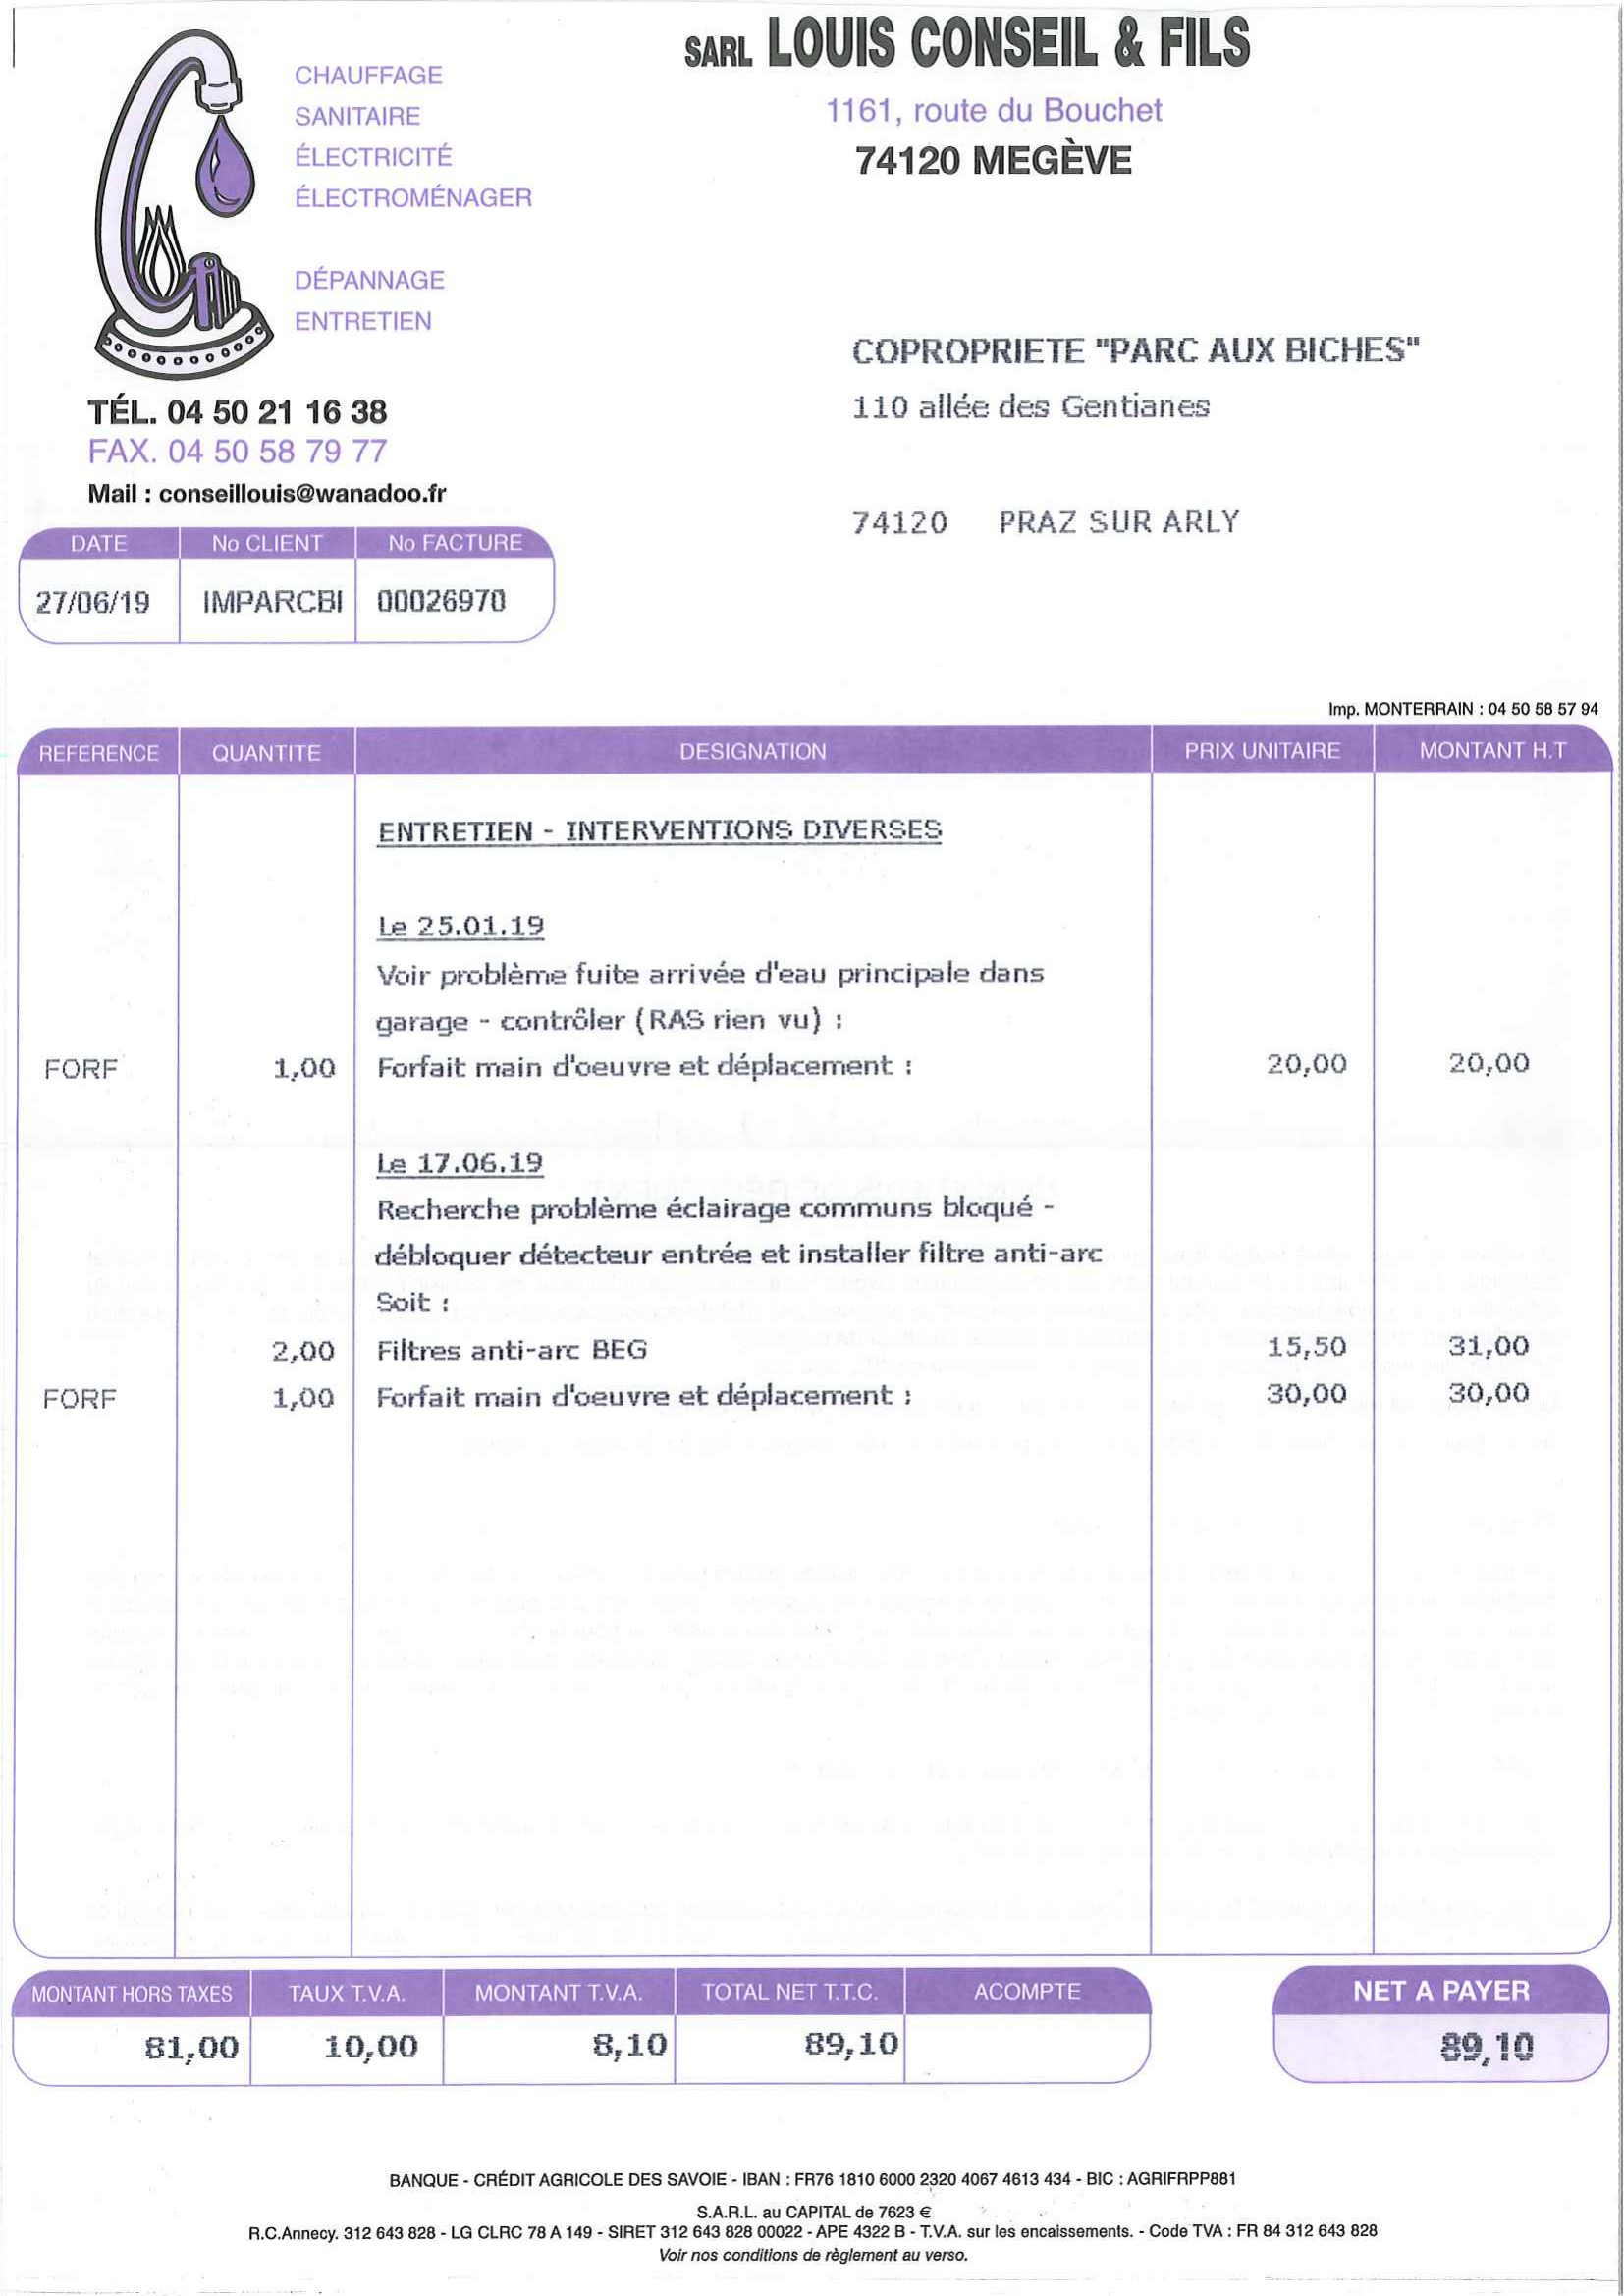 SARL LOUIS CONSEIL & FILS
1161, route du Bouchet
74120 MEGÈVE
CHAUFFAGE
SANITAIRE
ÉLECTRICITÉ
ÉLECTROMÉNAGER
DÉPANNAGE
ENTRETIEN
TÉL. 04 50 21 16 38
FAX. 04 50 58 79 77
Mail : conseillouis@wanadoo.fr
COPROPRIETE "PARC AUX BICHES"
110 allée des Gentianes
74120 PRAZ SUR ARLY
DATE No CLIENT No FACTURE
27/06/19 IMPARCBI 00026970
Imp. MONTERRAIN : 04 50 58 57 94
REFERENCE QUANTITE DESIGNATION PRIX UNITAIRE MONTANT H.T
ENTRETIEN - INTERVENTIONS DIVERSES
Le 25.01.19
Voir problème fuite arrivée d'eau principale dans
garage - contrôler (RAS rien vu) :
FORF 1,00 Forfait main d'oeuvre et déplacement : 20,00 20,00
Le 17.06.19
Recherche problème éclairage communs bloqué -
débloquer détecteur entrée et installer filtre anti-arc
Soit :
2,00 Filtres anti-arc BEG 15,50 31,00
FORF 1,00 Forfait main d'oeuvre et déplacement : 30,00 30,00
MONTANT HORS TAXES TAUX T.V.A. MONTANT T.V.A. TOTAL NET T.T.C. ACOMPTE NET A PAYER
81,00 10,00 8,10 89,10 89,10
BANQUE - CRÉDIT AGRICOLE DES SAVOIE - IBAN : FR76 1810 6000 2320 4067 4613 434 - BIC : AGRIFRPP881
S.A.R.L. au CAPITAL de 7623 €
R.C.Annecy. 312 643 828 - LG CLRC 78 A 149 - SIRET 312 643 828 00022 - APE 4322 B - T.V.A. sur les encaissements. - Code TVA : FR 84 312 643 828
Voir nos conditions de règlement au verso.